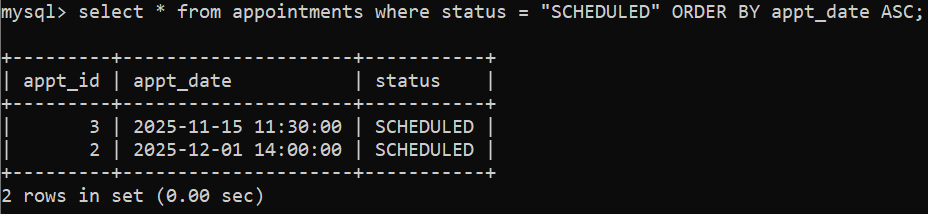 mysql> select * from appointments where status = "SCHEDULED" ORDER BY appt_date ASC;
+---------+---------------------+-----------+
| appt_id | appt_date           | status    |
+---------+---------------------+-----------+
|       3 | 2025-11-15 11:30:00 | SCHEDULED |
|       2 | 2025-12-01 14:00:00 | SCHEDULED |
+---------+---------------------+-----------+
2 rows in set (0.00 sec)